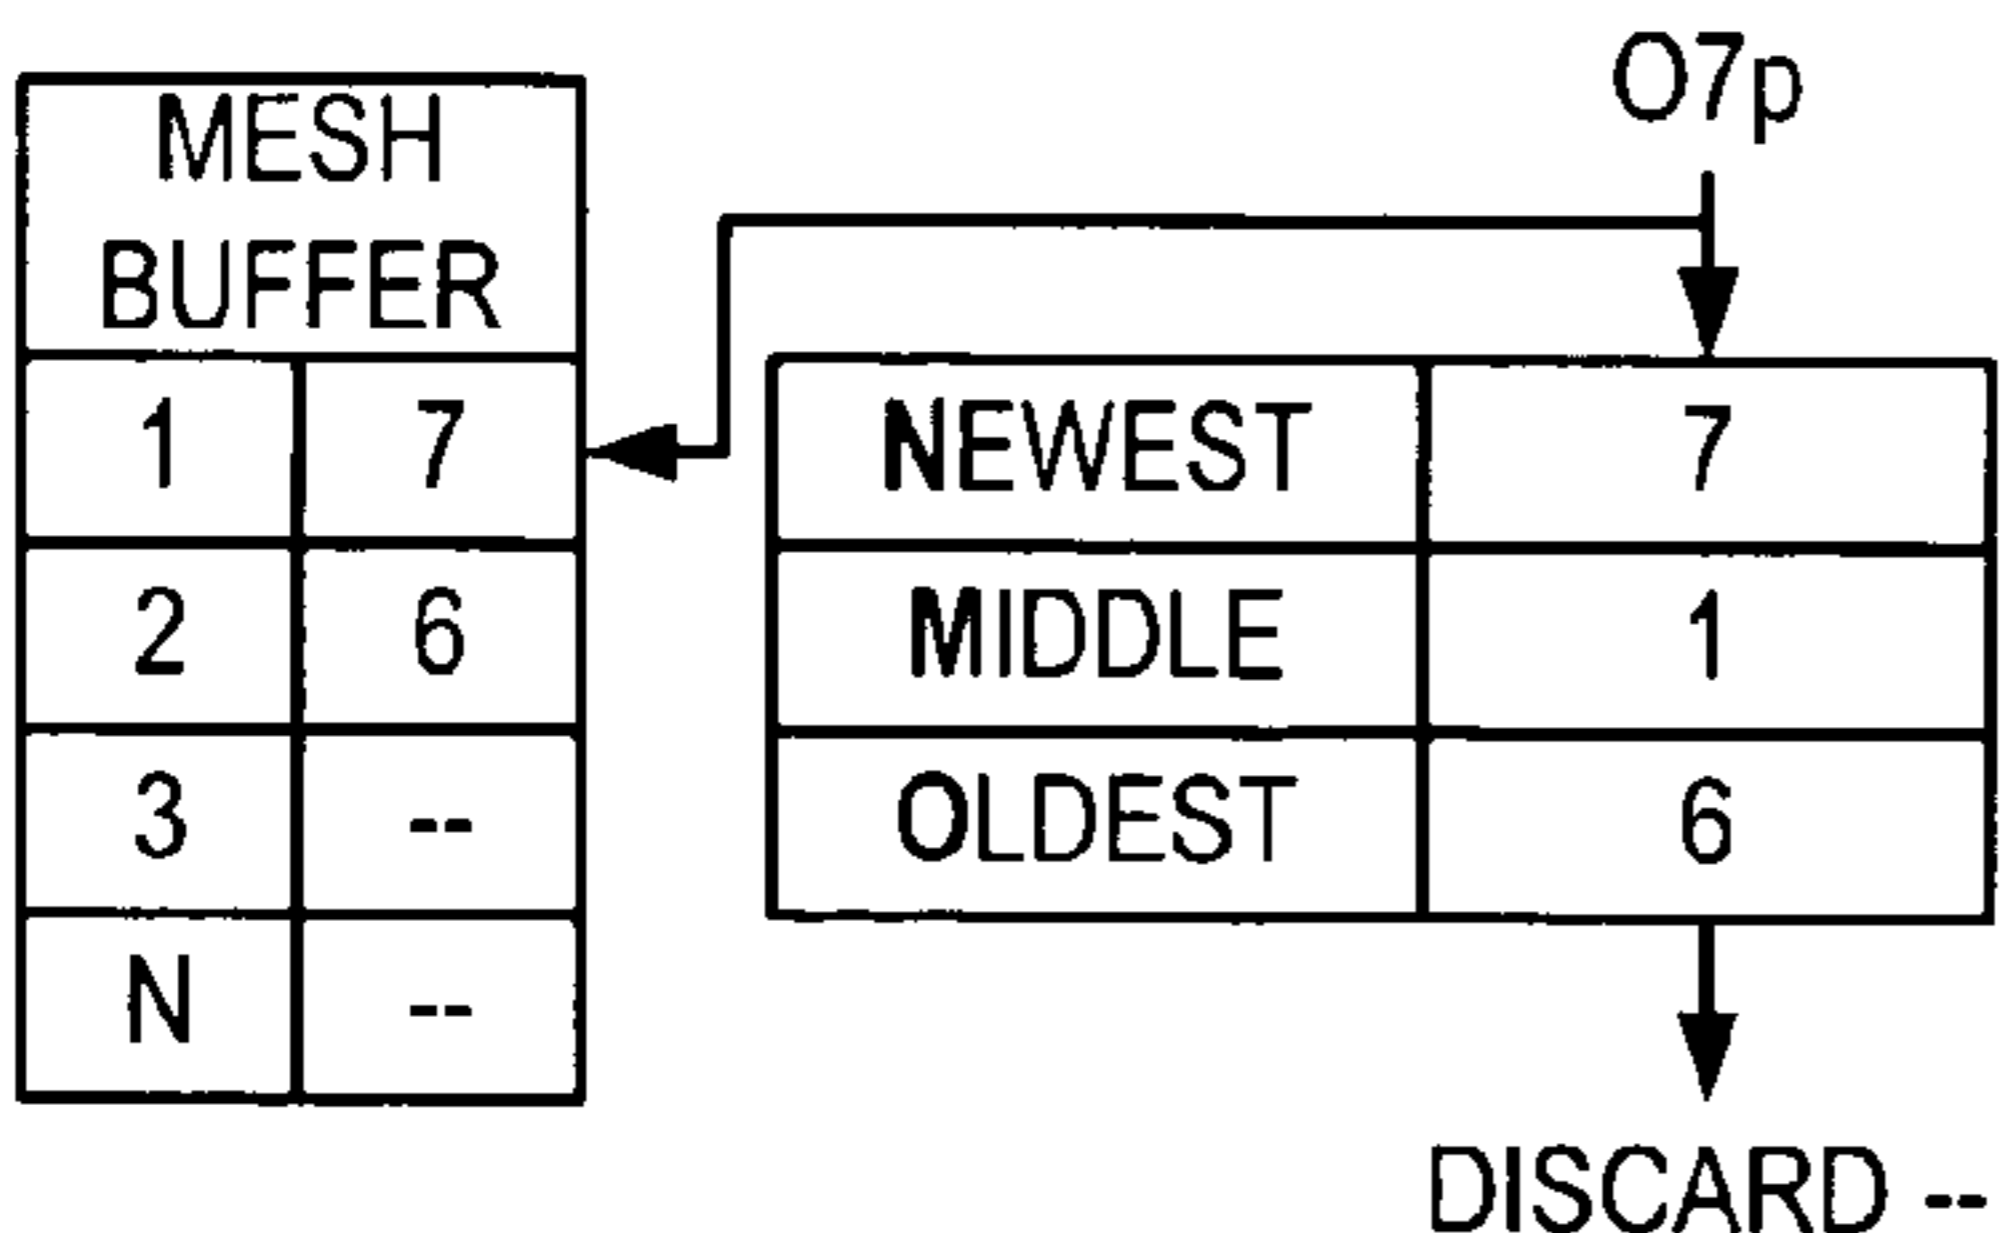 O7p
MESH
BUFFER
1 7
2 6
3 --
N --
NEWEST 7
MIDDLE 1
OLDEST 6
DISCARD --